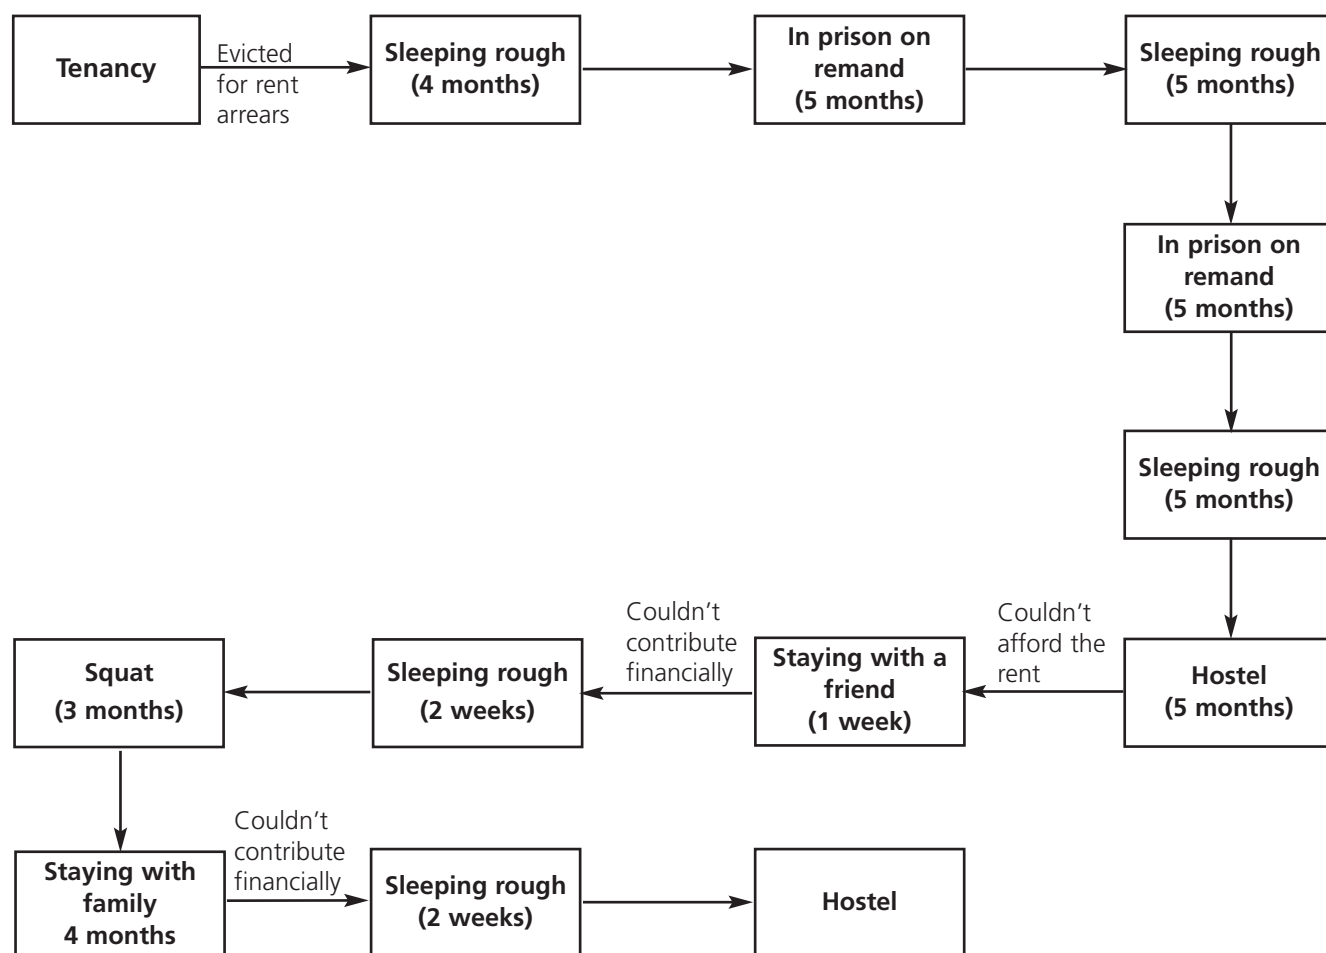 Tenancy
Evicted
for rent
arrears
Sleeping rough
(4 months)
In prison on
remand
(5 months)
Sleeping rough
(5 months)
In prison on
remand
(5 months)
Sleeping rough
(5 months)
Hostel
(5 months)
Couldn't
afford the
rent
Staying with a
friend
(1 week)
Couldn't
contribute
financially
Sleeping rough
(2 weeks)
Squat
(3 months)
Staying with
family
4 months
Couldn't
contribute
financially
Sleeping rough
(2 weeks)
Hostel